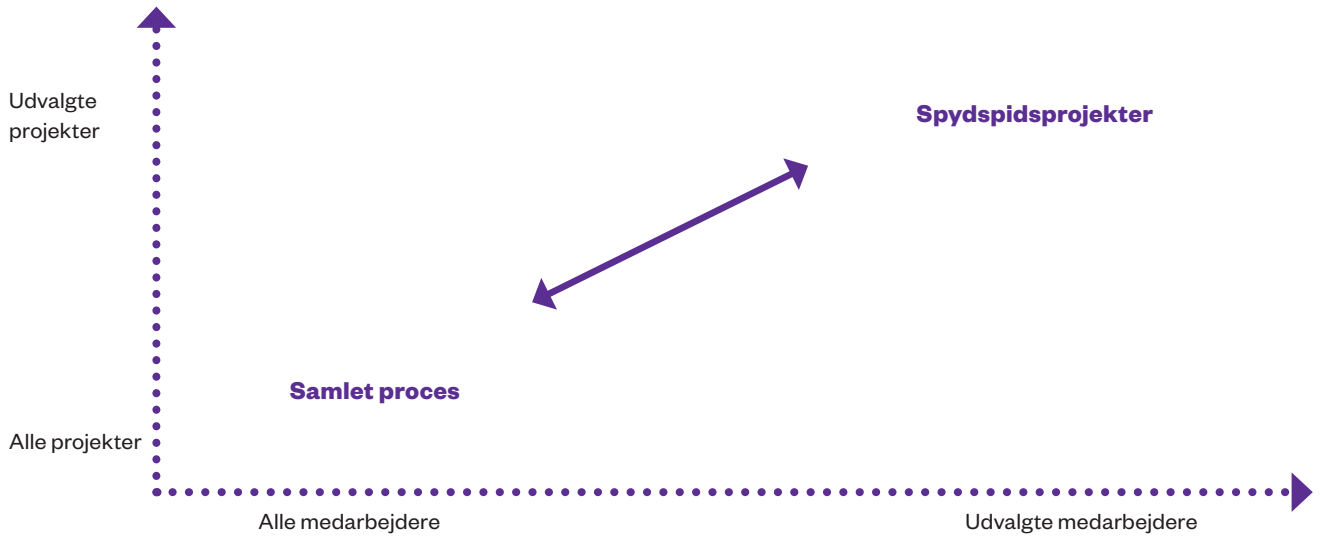 Udvalgte
projekter
Spydspidsprojekter
Samlet proces
Alle projekter
Alle medarbejdere
Udvalgte medarbejdere